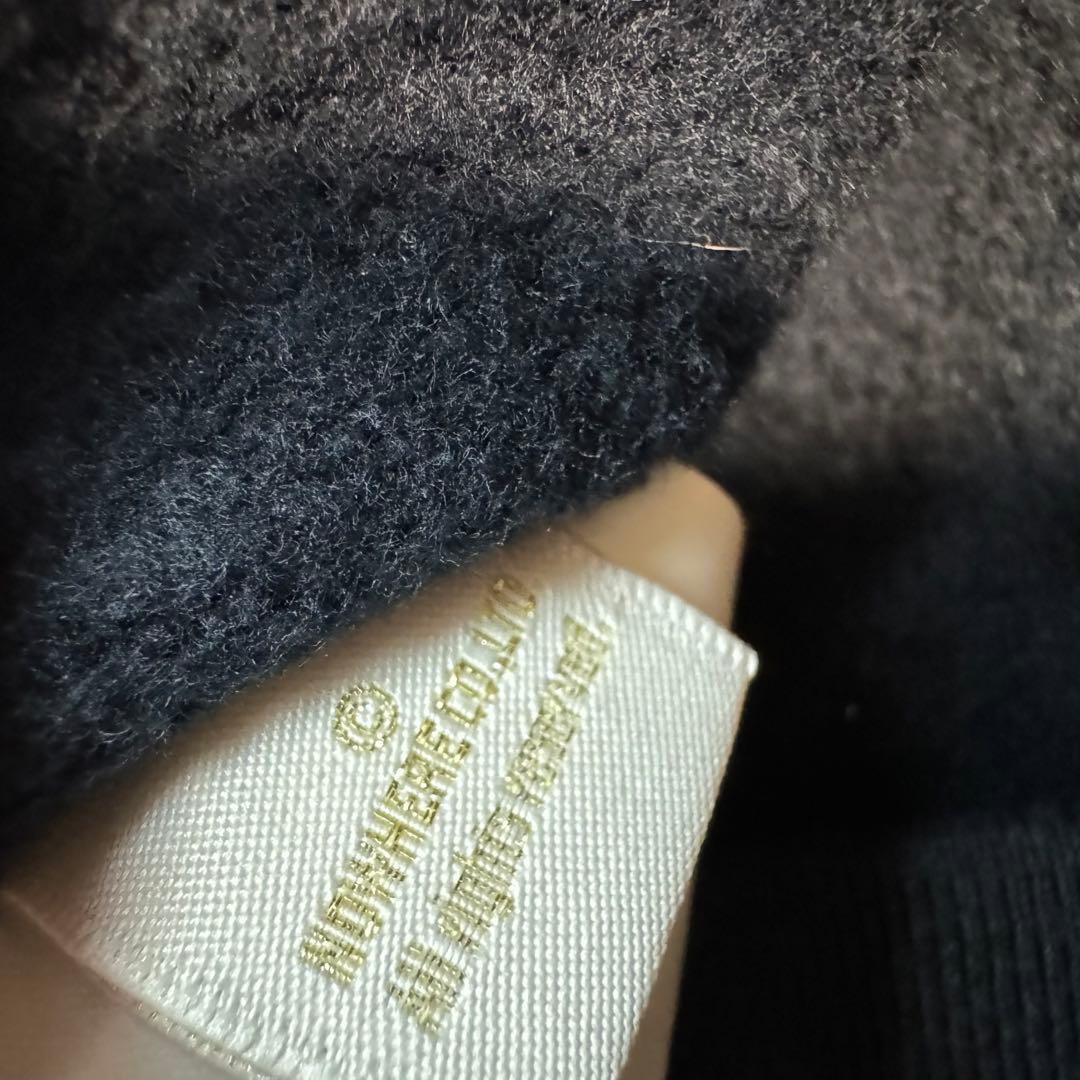 ©
NOWHERE CO.,LTD
All rights reserved.